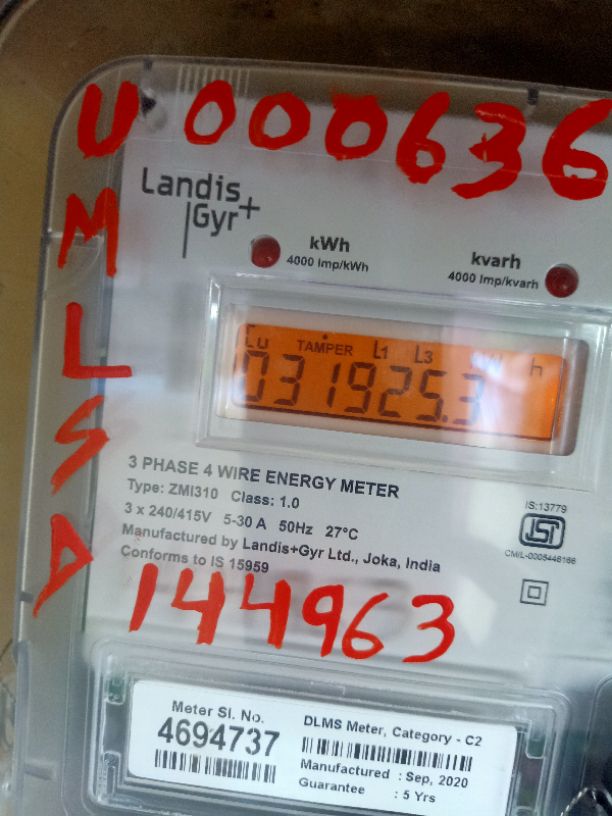 U 000636
M
L
S
D
Landis
Gyr+
kWh
4000 Imp/kWh
kvarh
4000 Imp/kvarh
Cu TAMPER L1 L3 kW h
031925.3
3 PHASE 4 WIRE ENERGY METER
Type: ZMI310 Class: 1.0
3 x 240/415V 5-30 A 50Hz 27°C
Manufactured by Landis+Gyr Ltd., Joka, India
Conforms to IS 15959
IS:13779
ISI
144963
Meter Sl. No.
4694737
DLMS Meter, Category - C2
Manufactured : Sep, 2020
Guarantee : 5 Yrs